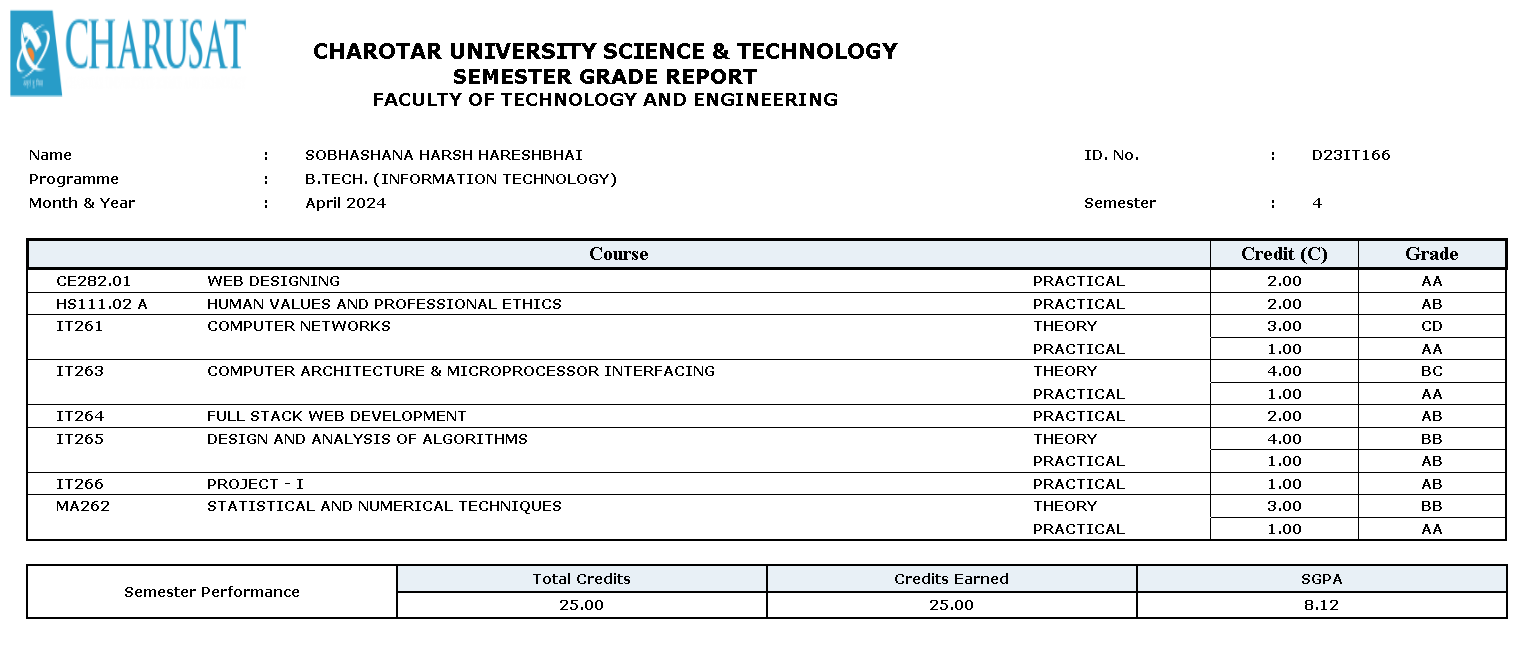 CHARUSAT
CHAROTAR UNIVERSITY SCIENCE & TECHNOLOGY
SEMESTER GRADE REPORT
FACULTY OF TECHNOLOGY AND ENGINEERING
Name : SOBHASHANA HARSH HARESHBHAI ID. No. : D23IT166
Programme : B.TECH. (INFORMATION TECHNOLOGY)
Month & Year : April 2024 Semester : 4
Course Credit (C) Grade
CE282.01 WEB DESIGNING PRACTICAL 2.00 AA
HS111.02 A HUMAN VALUES AND PROFESSIONAL ETHICS PRACTICAL 2.00 AB
IT261 COMPUTER NETWORKS THEORY 3.00 CD
PRACTICAL 1.00 AA
IT263 COMPUTER ARCHITECTURE & MICROPROCESSOR INTERFACING THEORY 4.00 BC
PRACTICAL 1.00 AA
IT264 FULL STACK WEB DEVELOPMENT PRACTICAL 2.00 AB
IT265 DESIGN AND ANALYSIS OF ALGORITHMS THEORY 4.00 BB
PRACTICAL 1.00 AB
IT266 PROJECT - I PRACTICAL 1.00 AB
MA262 STATISTICAL AND NUMERICAL TECHNIQUES THEORY 3.00 BB
PRACTICAL 1.00 AA
Semester Performance Total Credits Credits Earned SGPA
25.00 25.00 8.12